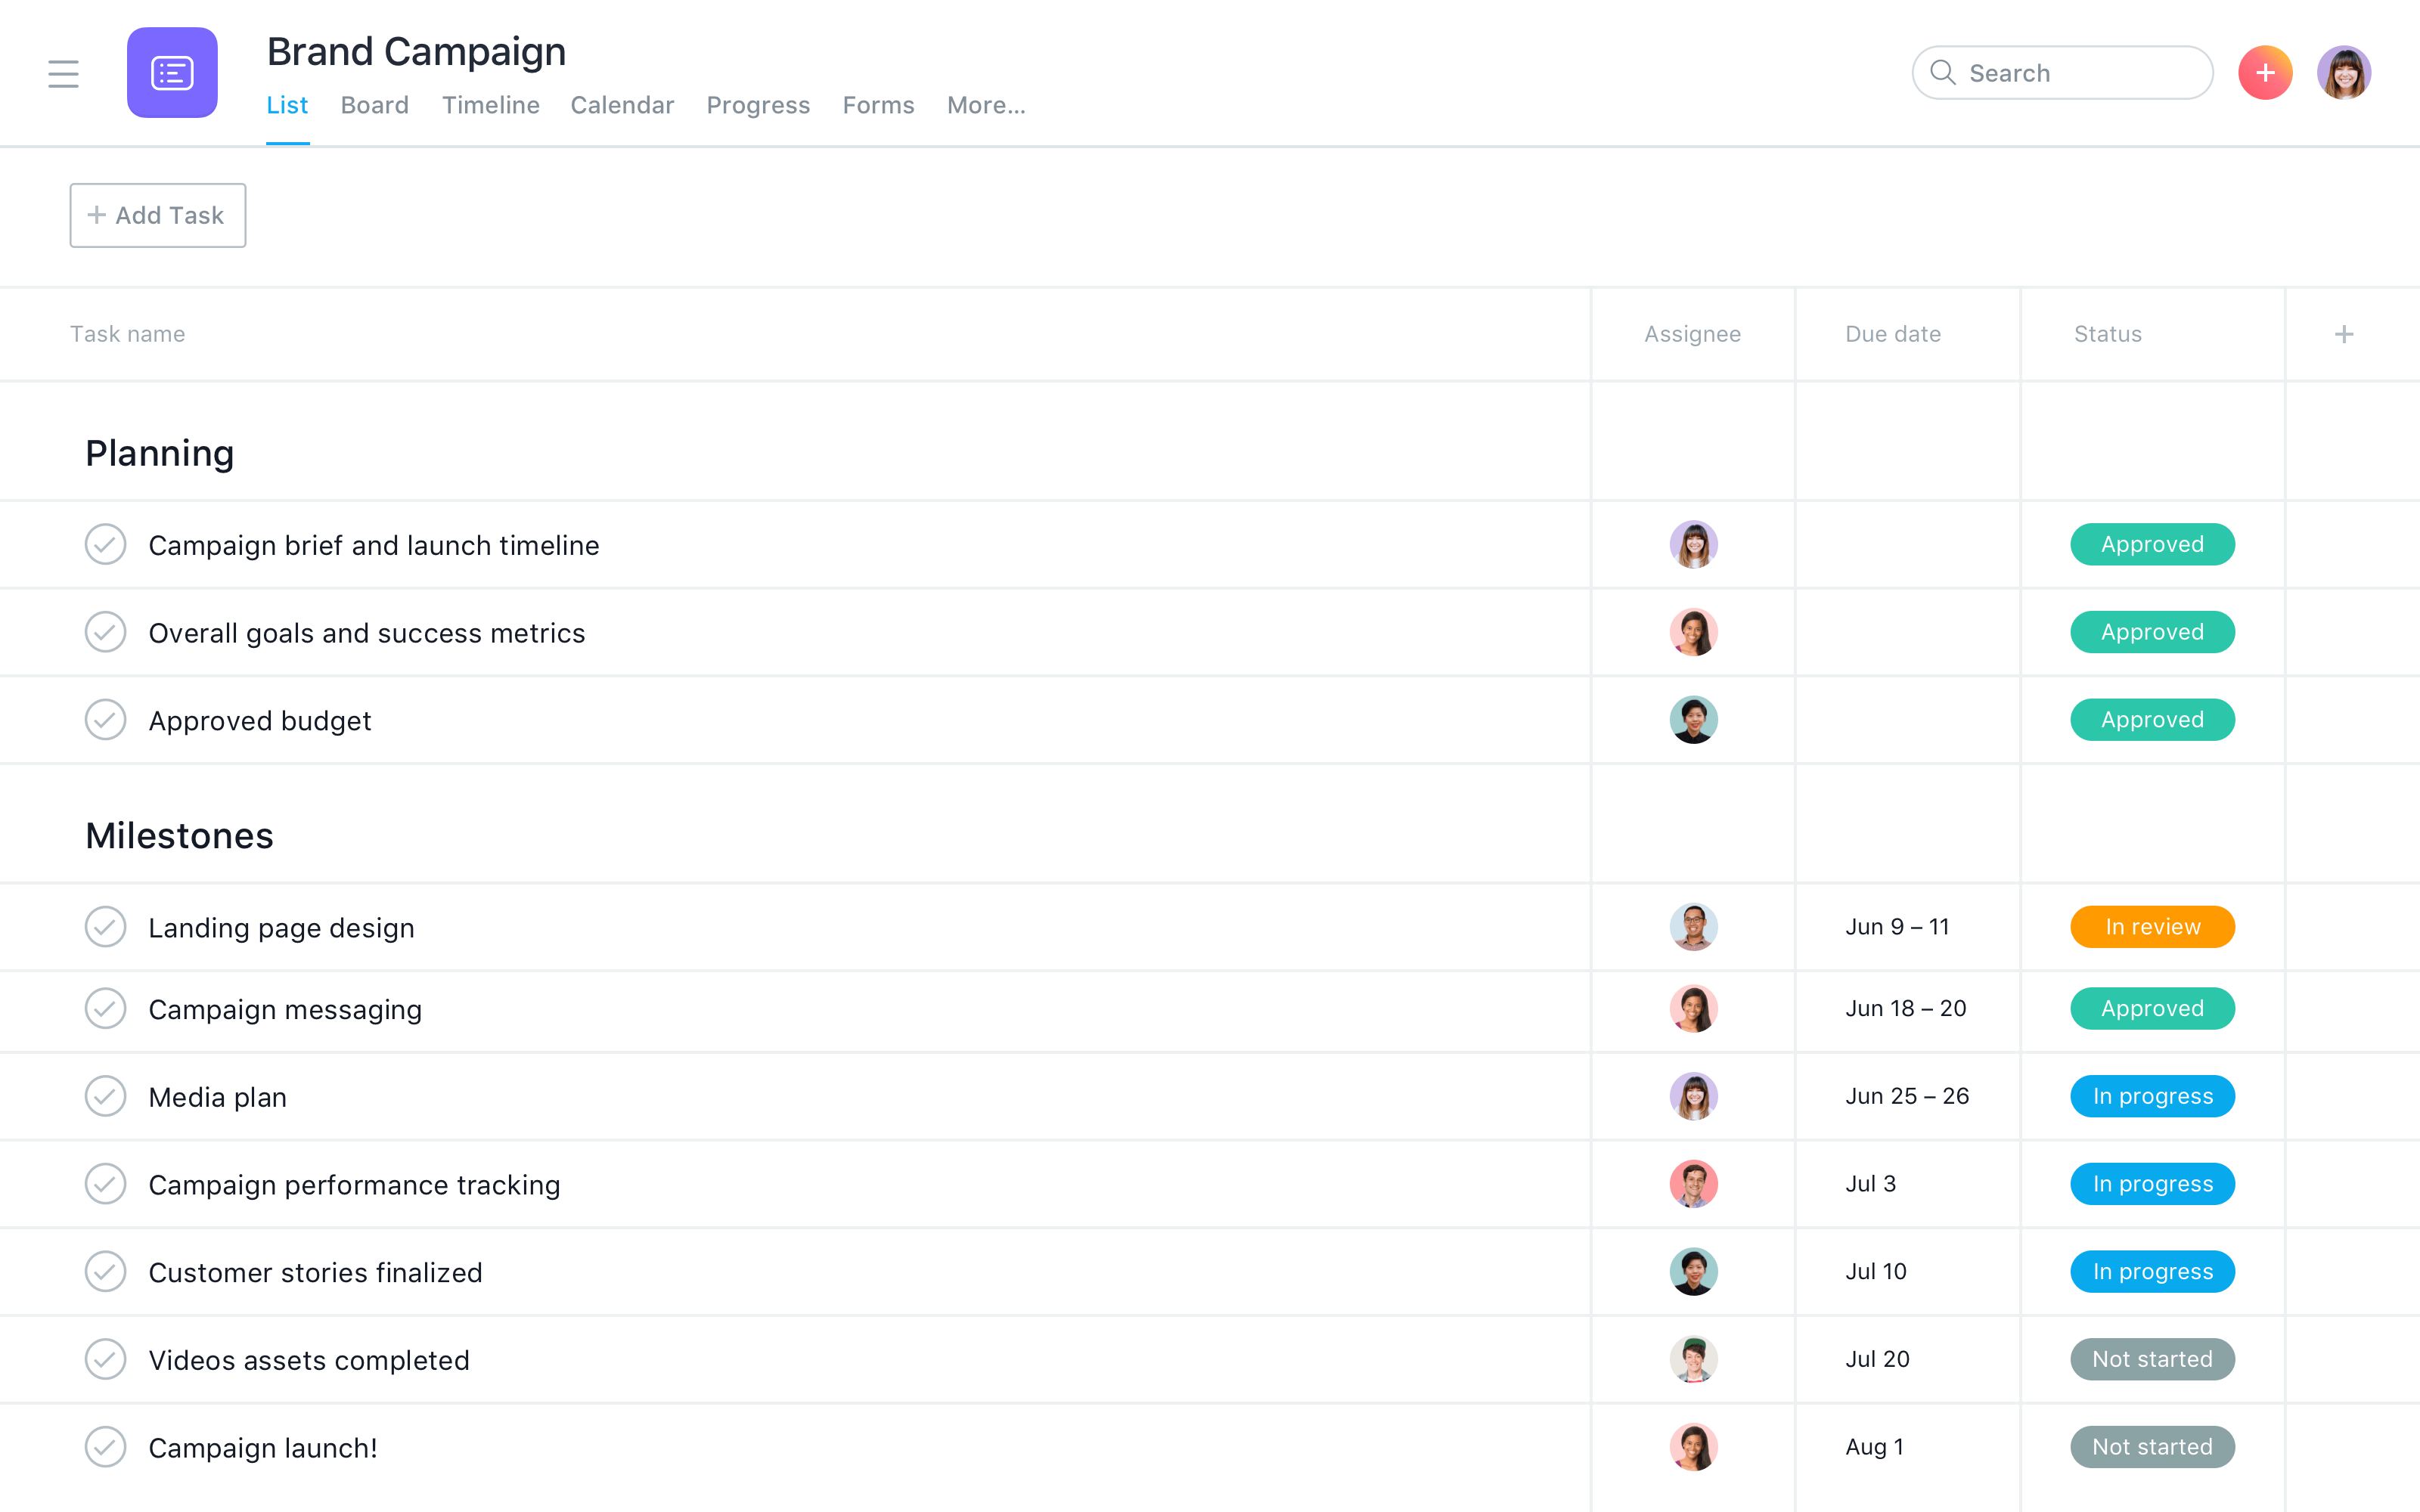 Brand Campaign
Search
List Board Timeline Calendar Progress Forms More...
+ Add Task
Task name Assignee Due date Status +
Planning
Campaign brief and launch timeline Approved
Overall goals and success metrics Approved
Approved budget Approved
Milestones
Landing page design Jun 9 – 11 In review
Campaign messaging Jun 18 – 20 Approved
Media plan Jun 25 – 26 In progress
Campaign performance tracking Jul 3 In progress
Customer stories finalized Jul 10 In progress
Videos assets completed Jul 20 Not started
Campaign launch! Aug 1 Not started